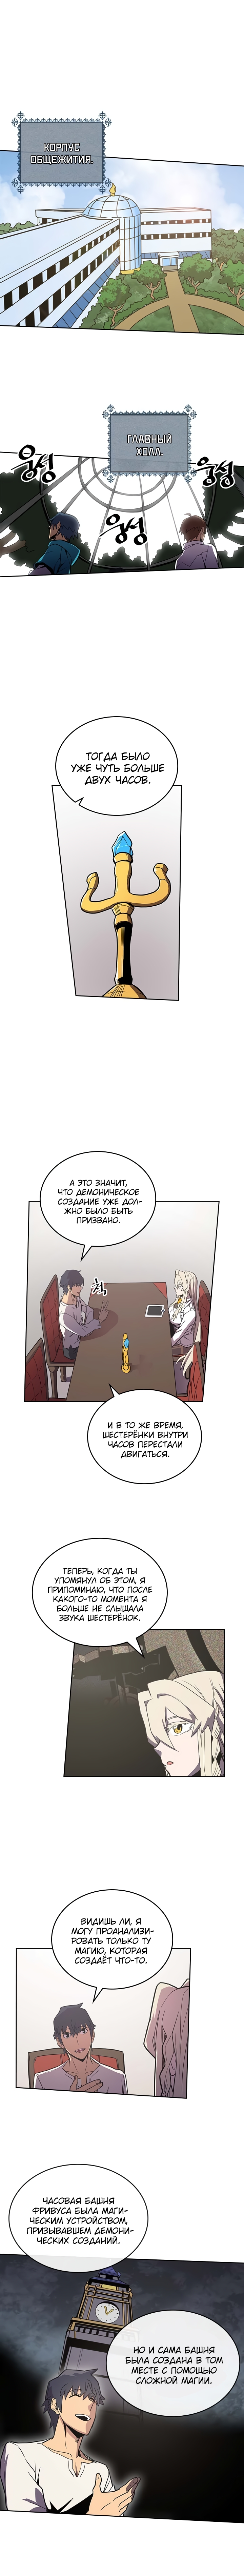 КОРПУС
ОБЩЕЖИТИЯ.
ГЛАВНЫЙ
ХОЛЛ.
웅성
웅성
웅성
ТОГДА БЫЛО
УЖЕ ЧУТЬ БОЛЬШЕ
ДВУХ ЧАСОВ.
А ЭТО ЗНАЧИТ,
ЧТО ДЕМОНИЧЕСКОЕ
СОЗДАНИЕ УЖЕ ДОЛ-
ЖНО БЫЛО БЫТЬ
ПРИЗВАНО.
И В ТО ЖЕ ВРЕМЯ,
ШЕСТЕРЁНКИ ВНУТРИ
ЧАСОВ ПЕРЕСТАЛИ
ДВИГАТЬСЯ.
ТЕПЕРЬ, КОГДА ТЫ
УПОМЯНУЛ ОБ ЭТОМ, Я
ПРИПОМИНАЮ, ЧТО ПОСЛЕ
КАКОГО-ТО МОМЕНТА Я
БОЛЬШЕ НЕ СЛЫШАЛА
ЗВУКА ШЕСТЕРЁНОК.
ВИДИШЬ ЛИ, Я
МОГУ ПРОАНАЛИЗИ-
РОВАТЬ ТОЛЬКО ТУ
МАГИЮ, КОТОРАЯ
СОЗДАЁТ ЧТО-ТО.
ЧАСОВАЯ БАШНЯ
ФРИВУСА БЫЛА МАГИ-
ЧЕСКИМ УСТРОЙСТВОМ,
ПРИЗЫВАВШЕМ ДЕМОНИ-
ЧЕСКИХ СОЗДАНИЙ.
НО И САМА БАШНЯ
БЫЛА СОЗДАНА В ТОМ
МЕСТЕ С ПОМОЩЬЮ
СЛОЖНОЙ МАГИИ.